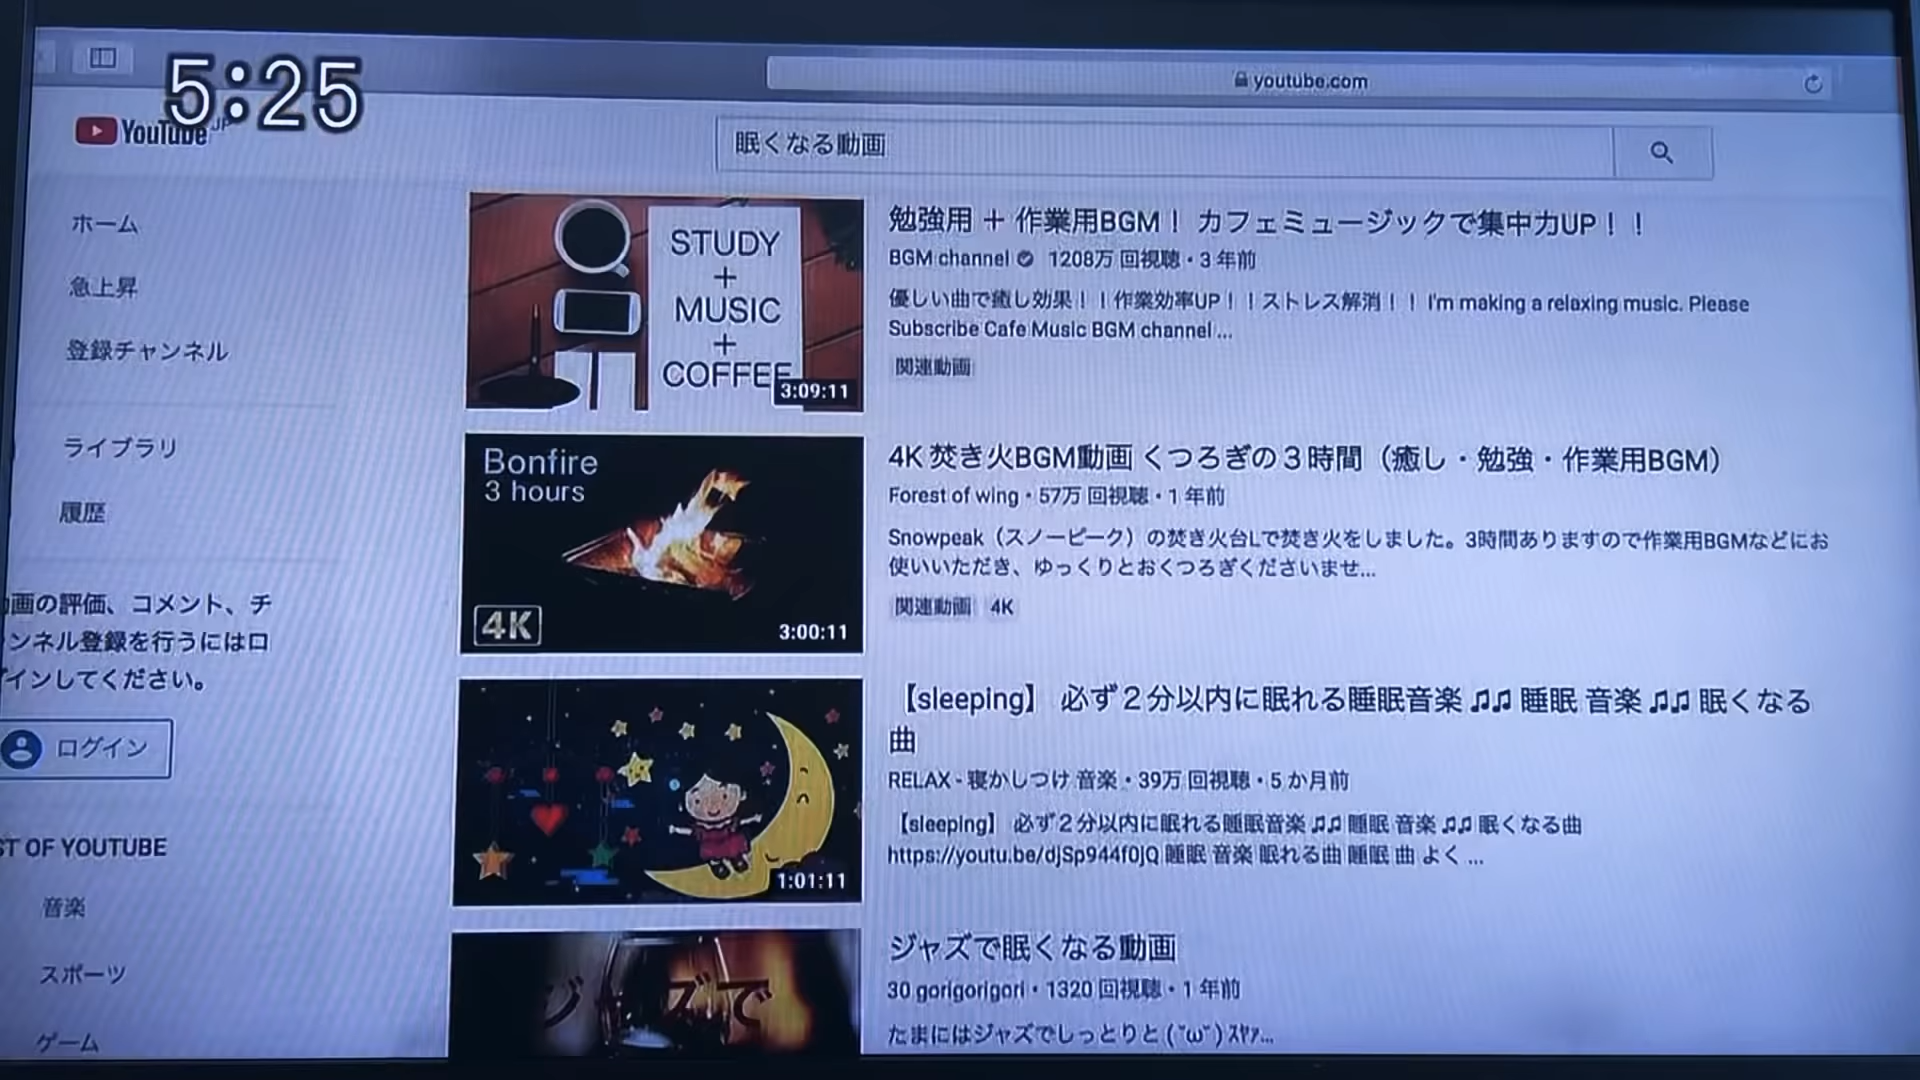 5:25
youtube.com
YouTube JP
眠くなる動画
ホーム
急上昇
登録チャンネル
ライブラリ
履歴
画の評価、コメント、チ
ンネル登録を行うにはロ
インしてください。
ログイン
ST OF YOUTUBE
音楽
スポーツ
ゲーム
STUDY
+
MUSIC
+
COFFEE
3:09:11
勉強用 + 作業用BGM! カフェミュージックで集中力UP!!
BGM channel 1208万 回視聴・3 年前
優しい曲で癒し効果!!作業効率UP!!ストレス解消!! I'm making a relaxing music. Please
Subscribe Cafe Music BGM channel ...
関連動画
Bonfire
3 hours
4K
3:00:11
4K 焚き火BGM動画 くつろぎの3時間(癒し・勉強・作業用BGM)
Forest of wing・57万 回視聴・1 年前
Snowpeak(スノーピーク)の焚き火台Lで焚き火をしました。3時間ありますので作業用BGMなどにお
使いいただき、ゆっくりとおくつろぎくださいませ...
関連動画 4K
1:01:11
【sleeping】 必ず2分以内に眠れる睡眠音楽 ♫♫ 睡眠 音楽 ♫♫ 眠くなる
曲
RELAX - 寝かしつけ 音楽・39万 回視聴・5 か月前
【sleeping】 必ず2分以内に眠れる睡眠音楽 ♫♫ 睡眠 音楽 ♫♫ 眠くなる曲
https://youtu.be/djSp944f0jQ 睡眠 音楽 眠れる曲 睡眠 曲 よく ...
ジャズで
ジャズで眠くなる動画
30 gorigorigori・1320 回視聴・1 年前
たまにはジャズでしっとりと(˘ω˘)ｽﾔｧ...